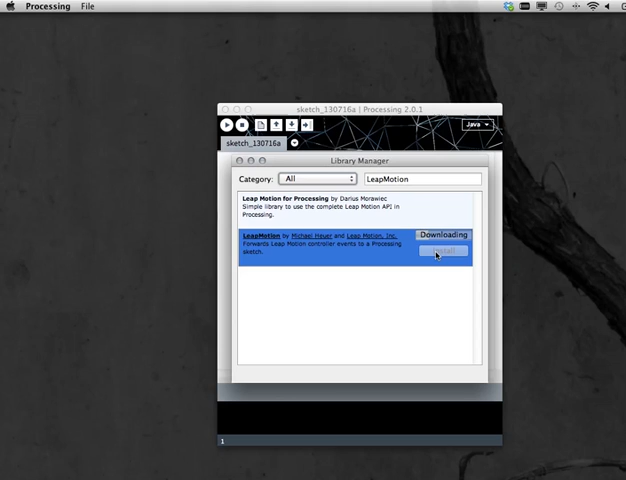 Processing File
sketch_130716a | Processing 2.0.1
Java
sketch_130716a
Library Manager
Category: All LeapMotion
Leap Motion for Processing by Darius Morawiec
Simple library to use the complete Leap Motion API in
Processing.
LeapMotion by Michael Heuer and Leap Motion, Inc. Downloading
Forwards Leap Motion controller events to a Processing
sketch.
Install
1